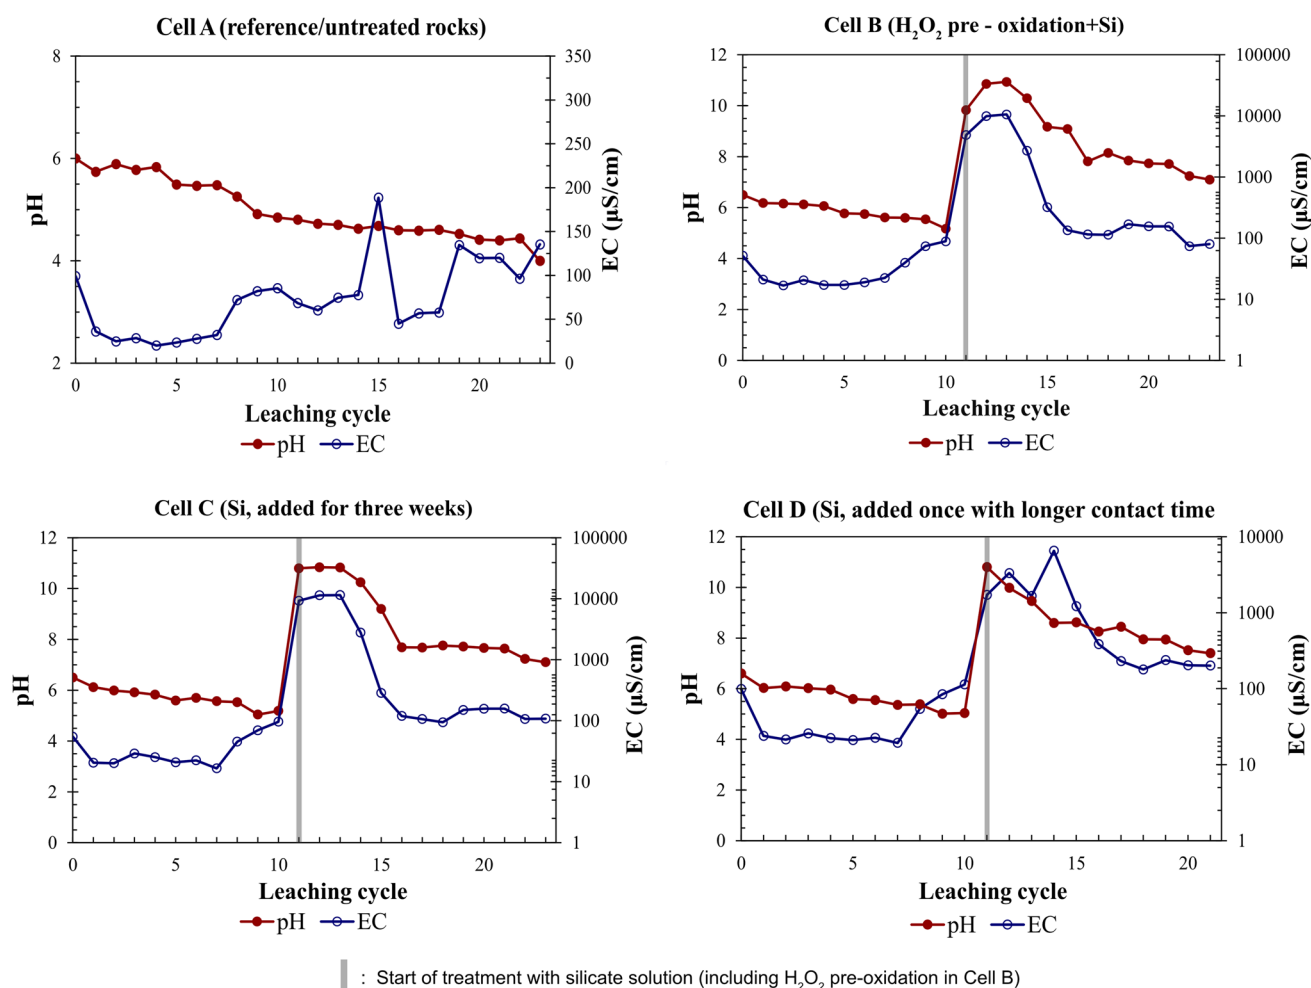 Cell A (reference/untreated rocks)
8
6
4
2
pH
350
300
250
200
150
100
50
0
EC (µS/cm)
0 5 10 15 20
Leaching cycle
pH EC
Cell B (H₂O₂ pre - oxidation+Si)
12
10
8
6
4
2
0
pH
100000
10000
1000
100
10
1
EC (µS/cm)
0 5 10 15 20
Leaching cycle
pH EC
Cell C (Si, added for three weeks)
12
10
8
6
4
2
0
pH
100000
10000
1000
100
10
1
EC (µS/cm)
0 5 10 15 20
Leaching cycle
pH EC
Cell D (Si, added once with longer contact time
12
10
8
6
4
2
0
pH
10000
1000
100
10
1
EC (µS/cm)
0 5 10 15 20
Leaching cycle
pH EC
: Start of treatment with silicate solution (including H₂O₂ pre-oxidation in Cell B)